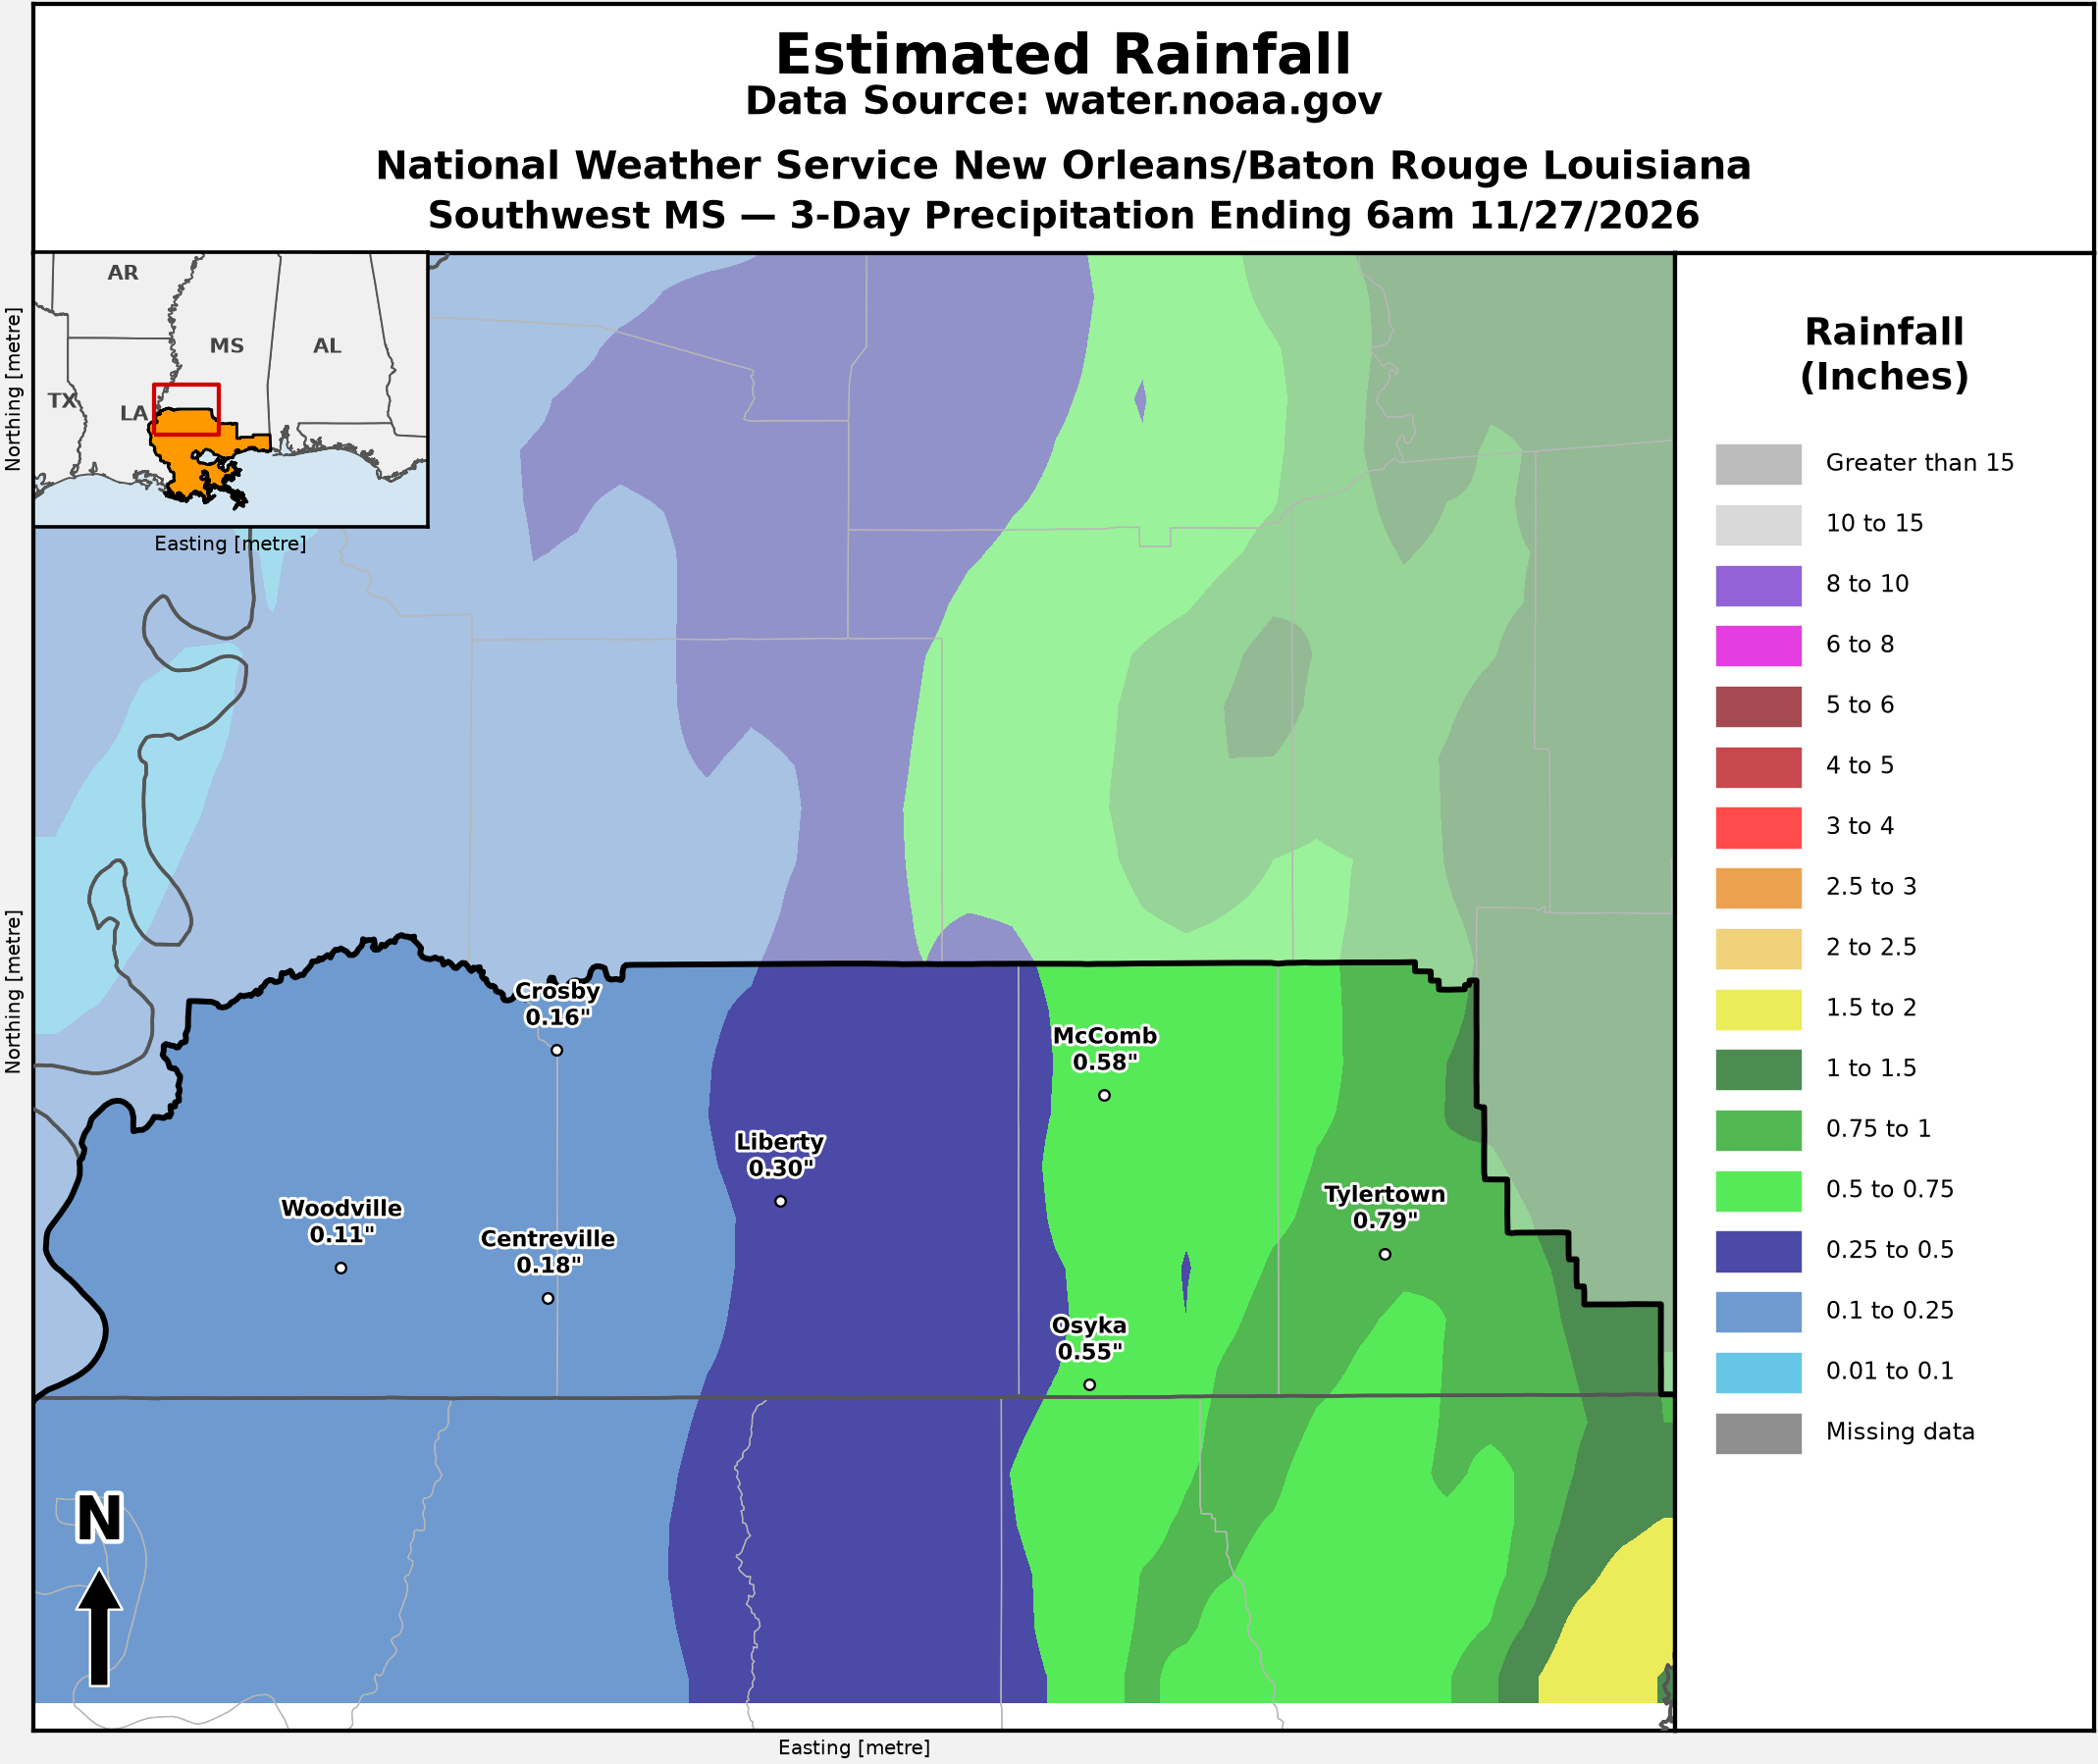 Estimated Rainfall
Data Source: water.noaa.gov
National Weather Service New Orleans/Baton Rouge Louisiana
Southwest MS — 3-Day Precipitation Ending 6am 11/27/2026
Northing [metre]
AR
MS
AL
TX
LA
Easting [metre]
Northing [metre]
Crosby
0.16"
McComb
0.58"
Liberty
0.30"
Woodville
0.11"
Centreville
0.18"
Tylertown
0.79"
Osyka
0.55"
N
Easting [metre]
Rainfall
(Inches)
Greater than 15
10 to 15
8 to 10
6 to 8
5 to 6
4 to 5
3 to 4
2.5 to 3
2 to 2.5
1.5 to 2
1 to 1.5
0.75 to 1
0.5 to 0.75
0.25 to 0.5
0.1 to 0.25
0.01 to 0.1
Missing data